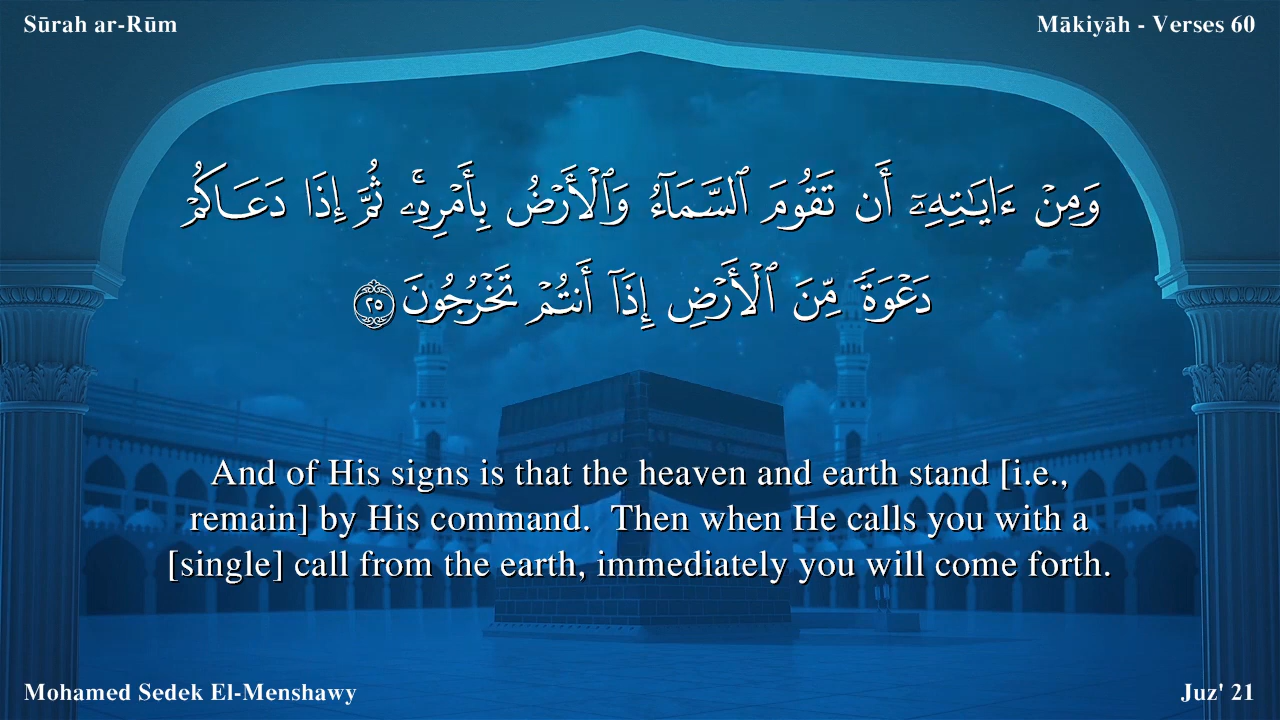 Sūrah ar-Rūm
Mākiyāh - Verses 60
وَمِنْ ءَايَـٰتِهِۦٓ أَن تَقُومَ ٱلسَّمَآءُ وَٱلْأَرْضُ بِأَمْرِهِۦ ۚ ثُمَّ إِذَا دَعَاكُمْ
دَعْوَةً مِّنَ ٱلْأَرْضِ إِذَآ أَنتُمْ تَخْرُجُونَ ٢٥
And of His signs is that the heaven and earth stand [i.e.,
remain] by His command.  Then when He calls you with a
[single] call from the earth, immediately you will come forth.
Mohamed Sedek El-Menshawy
Juz' 21